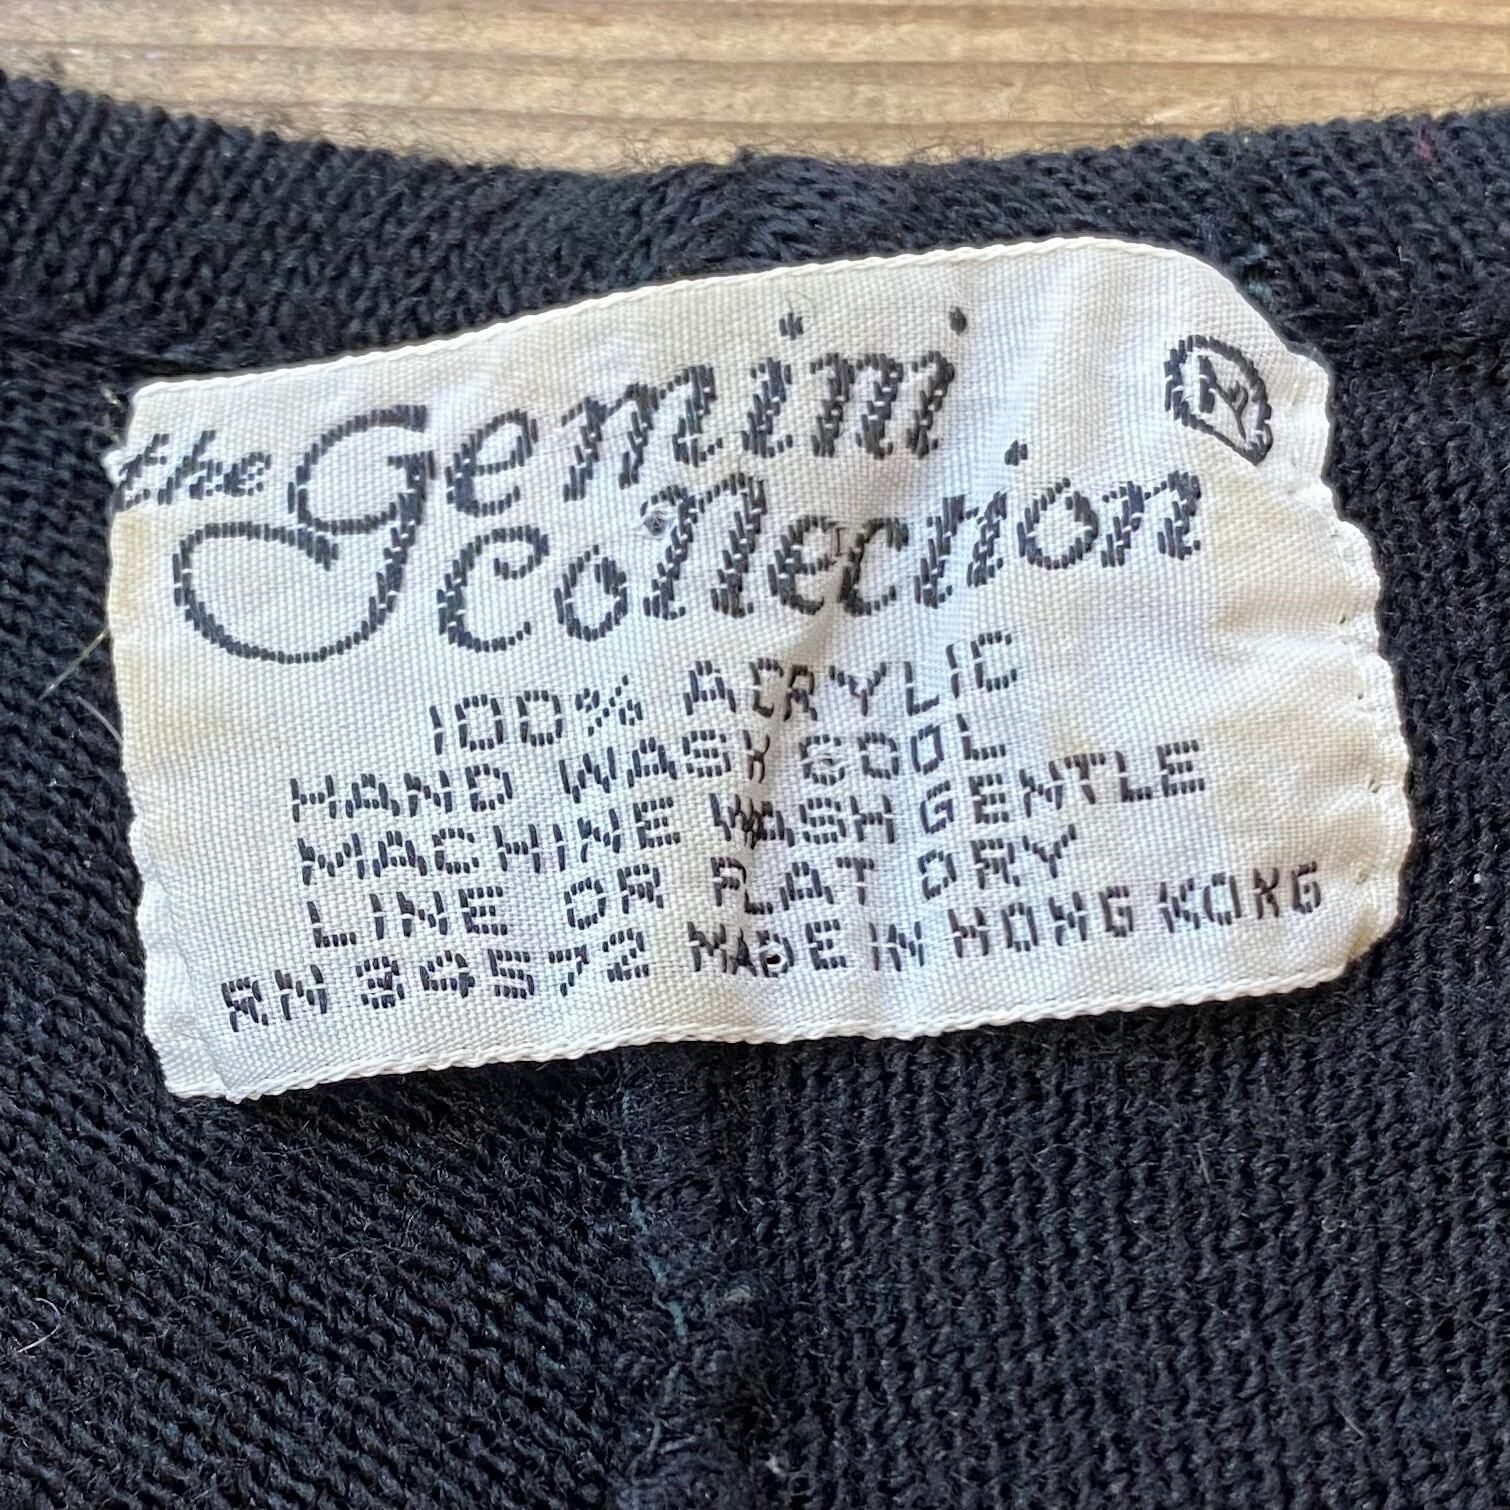 the Gemini
Collection
100% ACRYLIC
HAND WASH COOL
MACHINE WASH GENTLE
LINE OR FLAT DRY
RN 34572 MADE IN HONG KONG